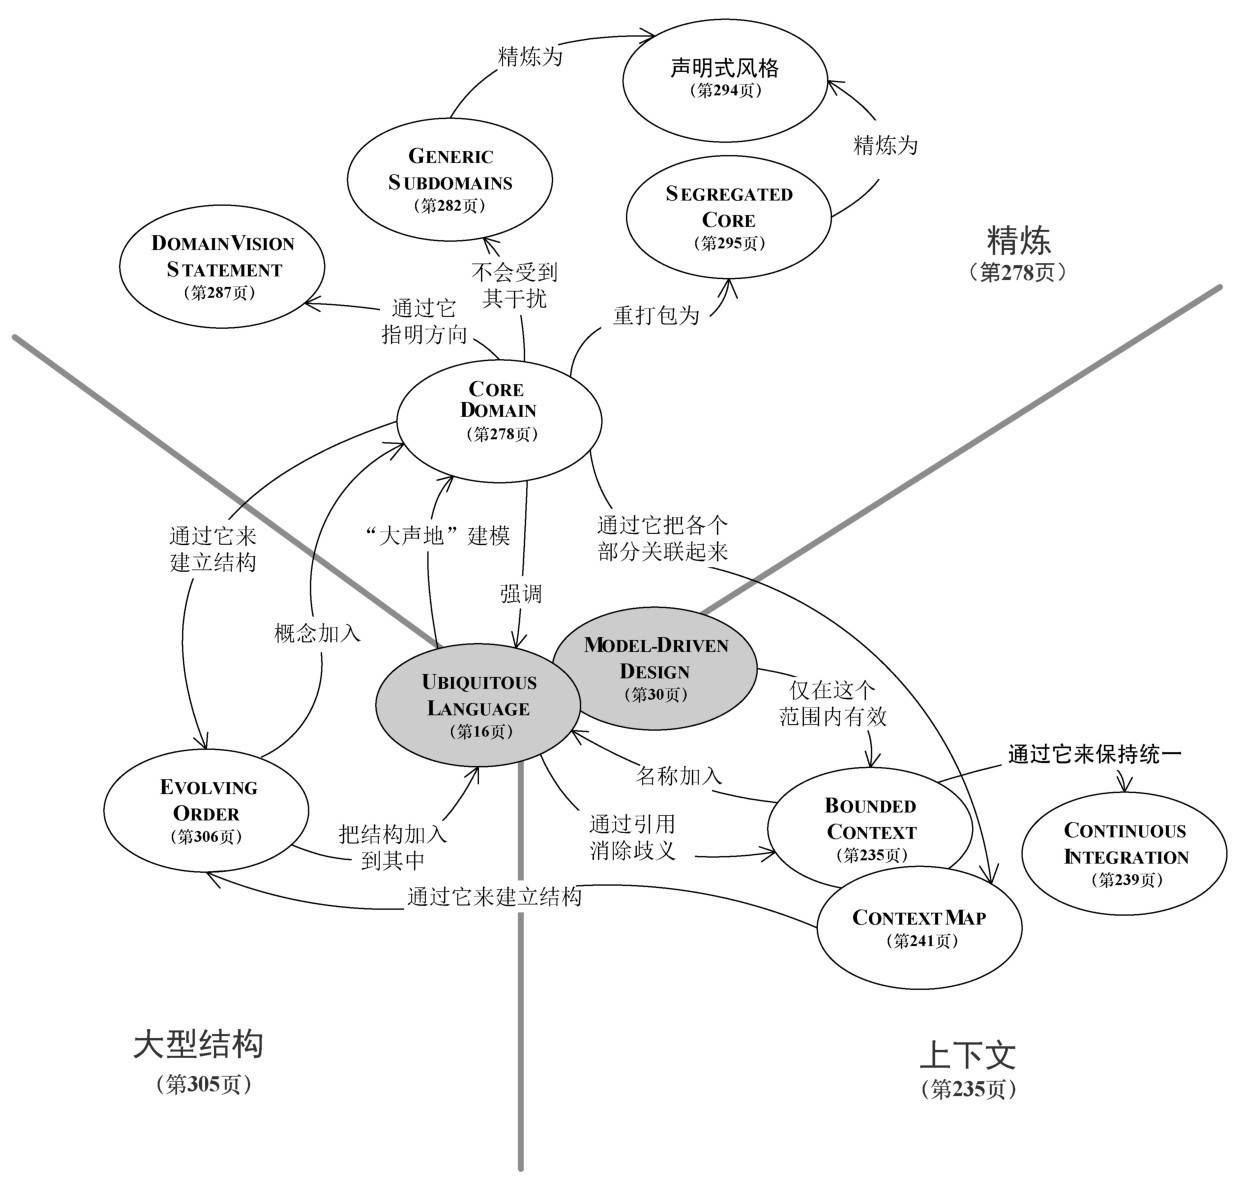 精炼为
声明式风格
（第294页）
精炼为
GENERIC
SUBDOMAINS
（第282页）
SEGREGATED
CORE
（第295页）
DOMAIN VISION
STATEMENT
（第287页）
精炼
（第278页）
不会受到
其干扰
通过它
指明方向
重打包为
CORE
DOMAIN
（第278页）
通过它来
建立结构
“大声地”建模
通过它把各个
部分关联起来
强调
概念加入
MODEL-DRIVEN
DESIGN
（第30页）
UBIQUITOUS
LANGUAGE
（第16页）
仅在这个
范围内有效
名称加入
通过它来保持统一
EVOLVING
ORDER
（第306页）
把结构加入
到其中
通过引用
消除歧义
BOUNDED
CONTEXT
（第235页）
CONTINUOUS
INTEGRATION
（第239页）
通过它来建立结构
CONTEXT MAP
（第241页）
大型结构
（第305页）
上下文
（第235页）